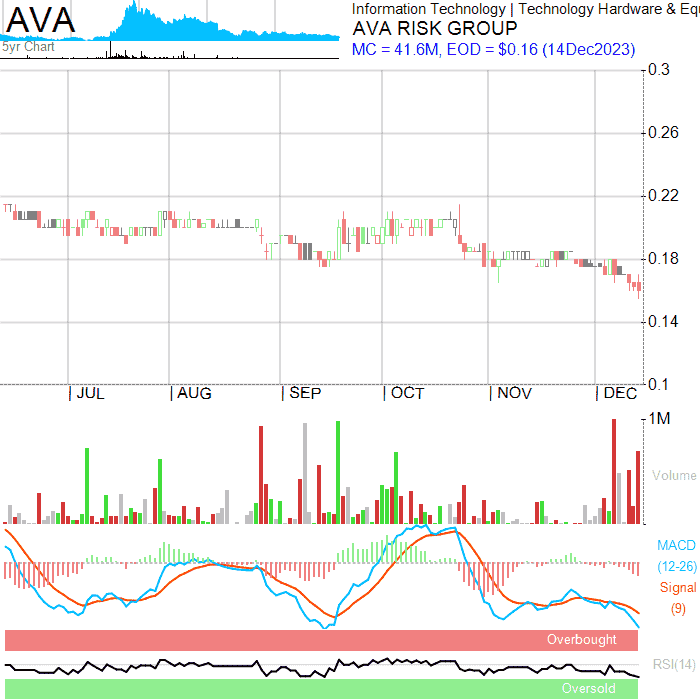 AVA
5yr Chart
Information Technology | Technology Hardware & Equ
AVA RISK GROUP
MC = 41.6M, EOD = $0.16 (14Dec2023)
0.3
0.26
0.22
0.18
0.14
0.1
| JUL | AUG | SEP | OCT | NOV | DEC
1M
Volume
MACD
(12-26)
Signal
(9)
Overbought
RSI(14)
Oversold